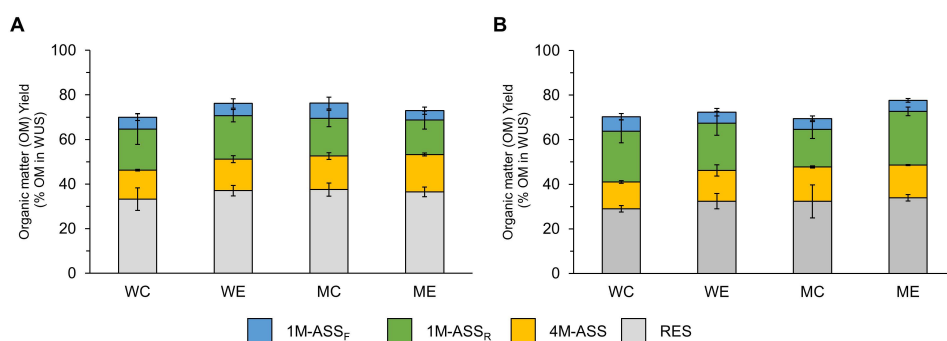 A
Organic matter (OM) Yield
(% OM in WUS)
100
80
60
40
20
0
WC WE MC ME
B
Organic matter (OM) Yield
(% OM in WUS)
100
80
60
40
20
0
WC WE MC ME
1M-ASS_F 1M-ASS_R 4M-ASS RES